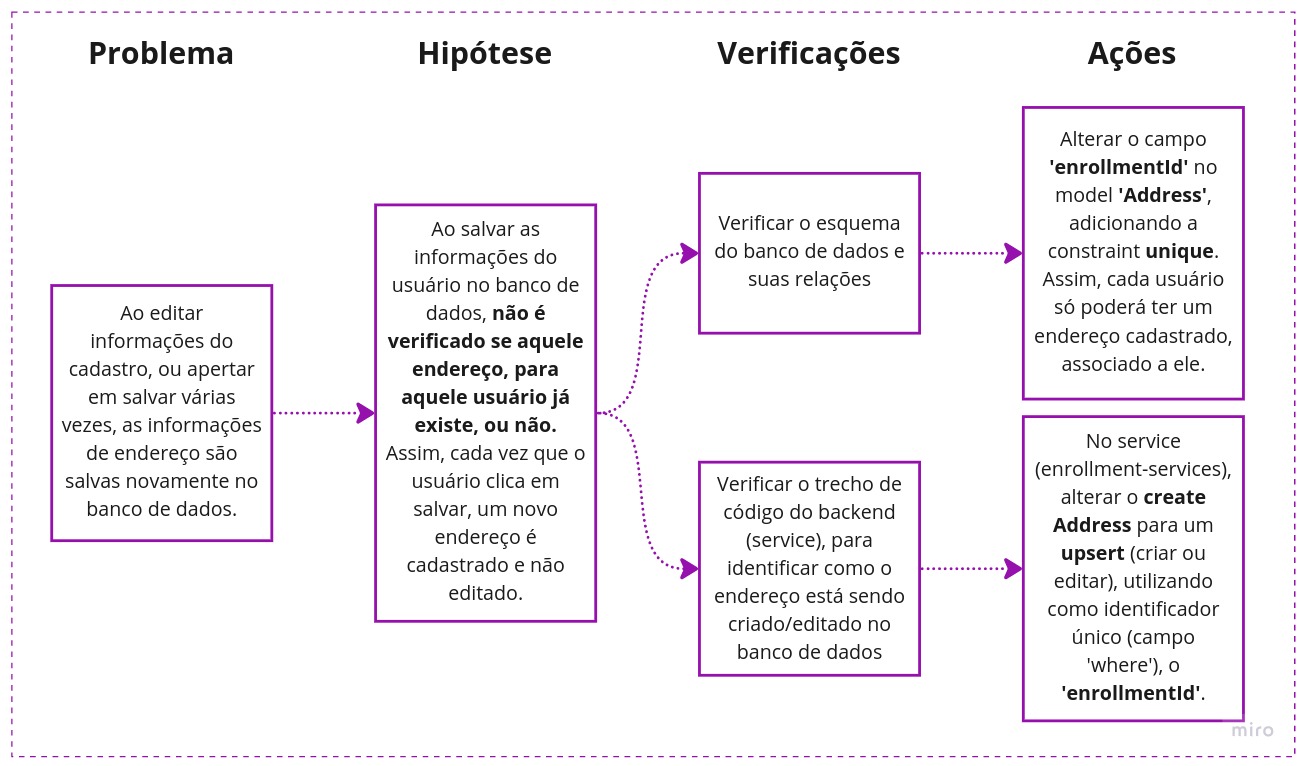 Problema
Hipótese
Verificações
Ações
Ao editar
informações do
cadastro, ou apertar
em salvar várias
vezes, as informações
de endereço são
salvas novamente no
banco de dados.
Ao salvar as
informações do
usuário no banco de
dados, não é
verificado se aquele
endereço, para
aquele usuário já
existe, ou não.
Assim, cada vez que o
usuário clica em
salvar, um novo
endereço é
cadastrado e não
editado.
Verificar o esquema
do banco de dados e
suas relações
Verificar o trecho de
código do backend
(service), para
identificar como o
endereço está sendo
criado/editado no
banco de dados
Alterar o campo
'enrollmentId' no
model 'Address',
adicionando a
constraint unique.
Assim, cada usuário
só poderá ter um
endereço cadastrado,
associado a ele.
No service
(enrollment-services),
alterar o create
Address para um
upsert (criar ou
editar), utilizando
como identificador
único (campo
'where'), o
'enrollmentId'.
miro